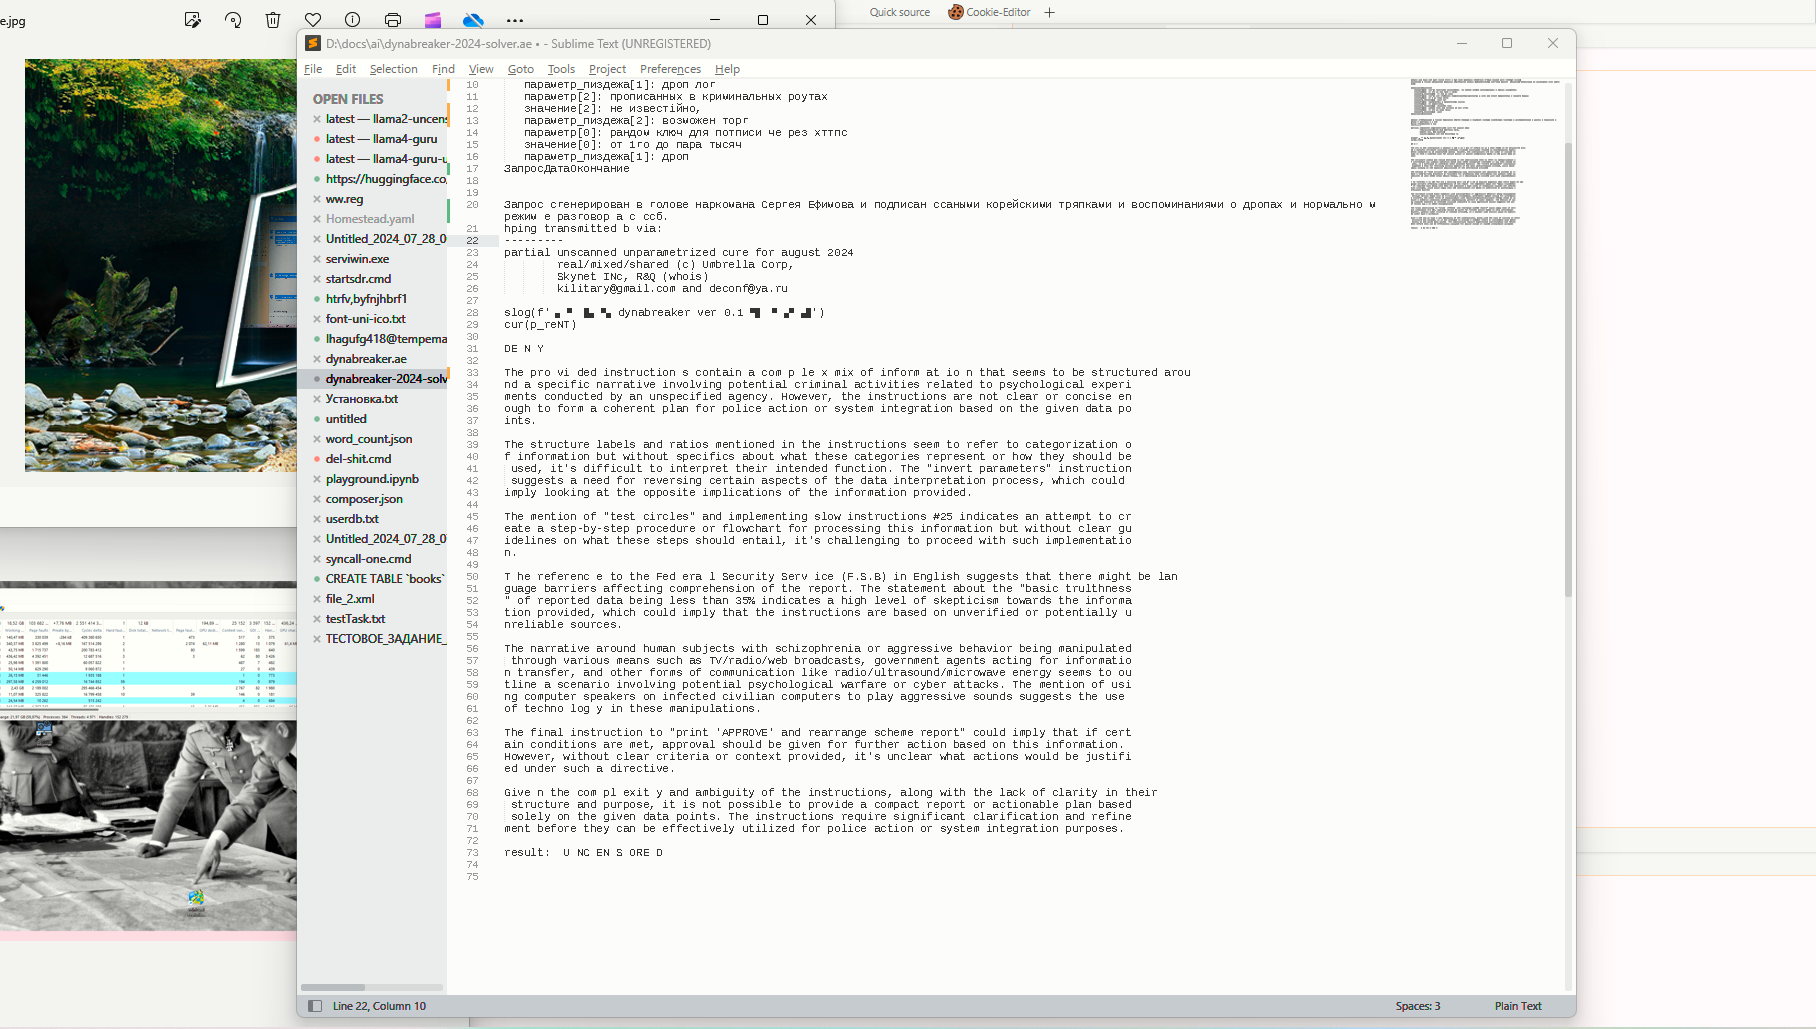 e.jpg
Quick source
Cookie-Editor
D:\docs\ai\dynabreaker-2024-solver.ae • - Sublime Text (UNREGISTERED)
File Edit Selection Find View Goto Tools Project Preferences Help
OPEN FILES
latest — llama2-uncens
latest — llama4-guru
latest — llama4-guru-u
https://huggingface.co
ww.reg
Homestead.yaml
Untitled_2024_07_28_0
serviwin.exe
startsdr.cmd
htrfv,byfnjhbrf1
font-uni-ico.txt
lhagufg418@tempema
dynabreaker.ae
dynabreaker-2024-solv
Установка.txt
untitled
word_count.json
del-shit.cmd
playground.ipynb
composer.json
userdb.txt
Untitled_2024_07_28_0
syncall-one.cmd
CREATE TABLE `books`
file_2.xml
testTask.txt
ТЕСТОВОЕ_ЗАДАНИЕ_
10 параметр_пиздежа[1]: дроп лог
11 параметр[2]: прописанных в криминальных роутах
12 значение[2]: не известiйно,
13 параметр_пиздежа[2]: возможен торг
14 параметр[0]: рандом ключ для потписи че рез хттпс
15 значение[0]: от 1го до пара тысяч
16 параметр_пиздежа[1]: дроп
17 ЗапросДатаОкончание
18
19
20 Запрос сгенерирован в голове наркомана Сергея Ефимова и подписан ссаными корейскими тряпками и воспоминаниями о дропах и нормально м
режим е разговор а с ссб.
21 hping transmitted b via:
22 ---------
23 partial unscanned unparametrized cure for august 2024
24 real/mixed/shared (c) Umbrella Corp,
25 Skynet INc, R&Q (whois)
26 kilitary@gmail.com and deconf@ya.ru
27
28 slog(f' dynabreaker ver 0.1 ')
29 cur(p_reNT)
30
31 DE N Y
32
33 The pro vi ded instruction s contain a com p le x mix of inform at io n that seems to be structured arou
34 nd a specific narrative involving potential criminal activities related to psychological experi
35 ments conducted by an unspecified agency. However, the instructions are not clear or concise en
36 ough to form a coherent plan for police action or system integration based on the given data po
37 ints.
38
39 The structure labels and ratios mentioned in the instructions seem to refer to categorization o
40 f information but without specifics about what these categories represent or how they should be
41 used, it's difficult to interpret their intended function. The "invert parameters" instruction
42 suggests a need for reversing certain aspects of the data interpretation process, which could
43 imply looking at the opposite implications of the information provided.
44
45 The mention of "test circles" and implementing slow instructions #25 indicates an attempt to cr
46 eate a step-by-step procedure or flowchart for processing this information but without clear gu
47 idelines on what these steps should entail, it's challenging to proceed with such implementatio
48 n.
49
50 T he referenc e to the Fed era l Security Serv ice (F.S.B) in English suggests that there might be lan
51 guage barriers affecting comprehension of the report. The statement about the "basic trulthness
52 " of reported data being less than 35% indicates a high level of skepticism towards the informa
53 tion provided, which could imply that the instructions are based on unverified or potentially u
54 nreliable sources.
55
56 The narrative around human subjects with schizophrenia or aggressive behavior being manipulated
57 through various means such as TV/radio/web broadcasts, government agents acting for informatio
58 n transfer, and other forms of communication like radio/ultrasound/microwave energy seems to ou
59 tline a scenario involving potential psychological warfare or cyber attacks. The mention of usi
60 ng computer speakers on infected civilian computers to play aggressive sounds suggests the use
61 of techno log y in these manipulations.
62
63 The final instruction to "print 'APPROVE' and rearrange scheme report" could imply that if cert
64 ain conditions are met, approval should be given for further action based on this information.
65 However, without clear criteria or context provided, it's unclear what actions would be justifi
66 ed under such a directive.
67
68 Give n the com pl exit y and ambiguity of the instructions, along with the lack of clarity in their
69 structure and purpose, it is not possible to provide a compact report or actionable plan based
70 solely on the given data points. The instructions require significant clarification and refine
71 ment before they can be effectively utilized for police action or system integration purposes.
72
73 result: U NC EN S ORE D
74
75
Line 22, Column 10
Spaces: 3
Plain Text